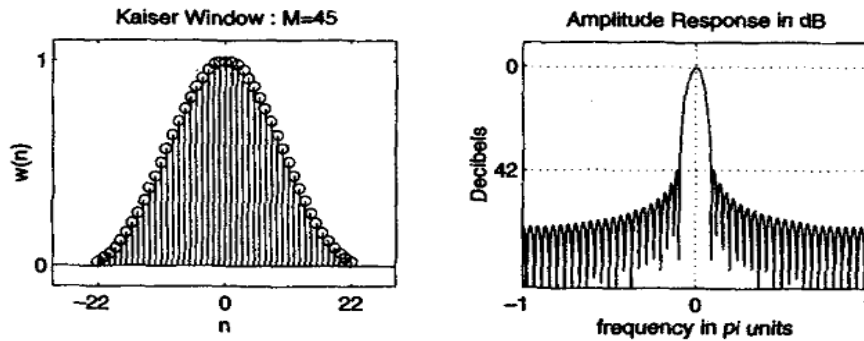 Kaiser Window : M=45
1
w(n)
0
-22
0
22
n
Amplitude Response in dB
0
Decibels
42
-1
0
1
frequency in pi units